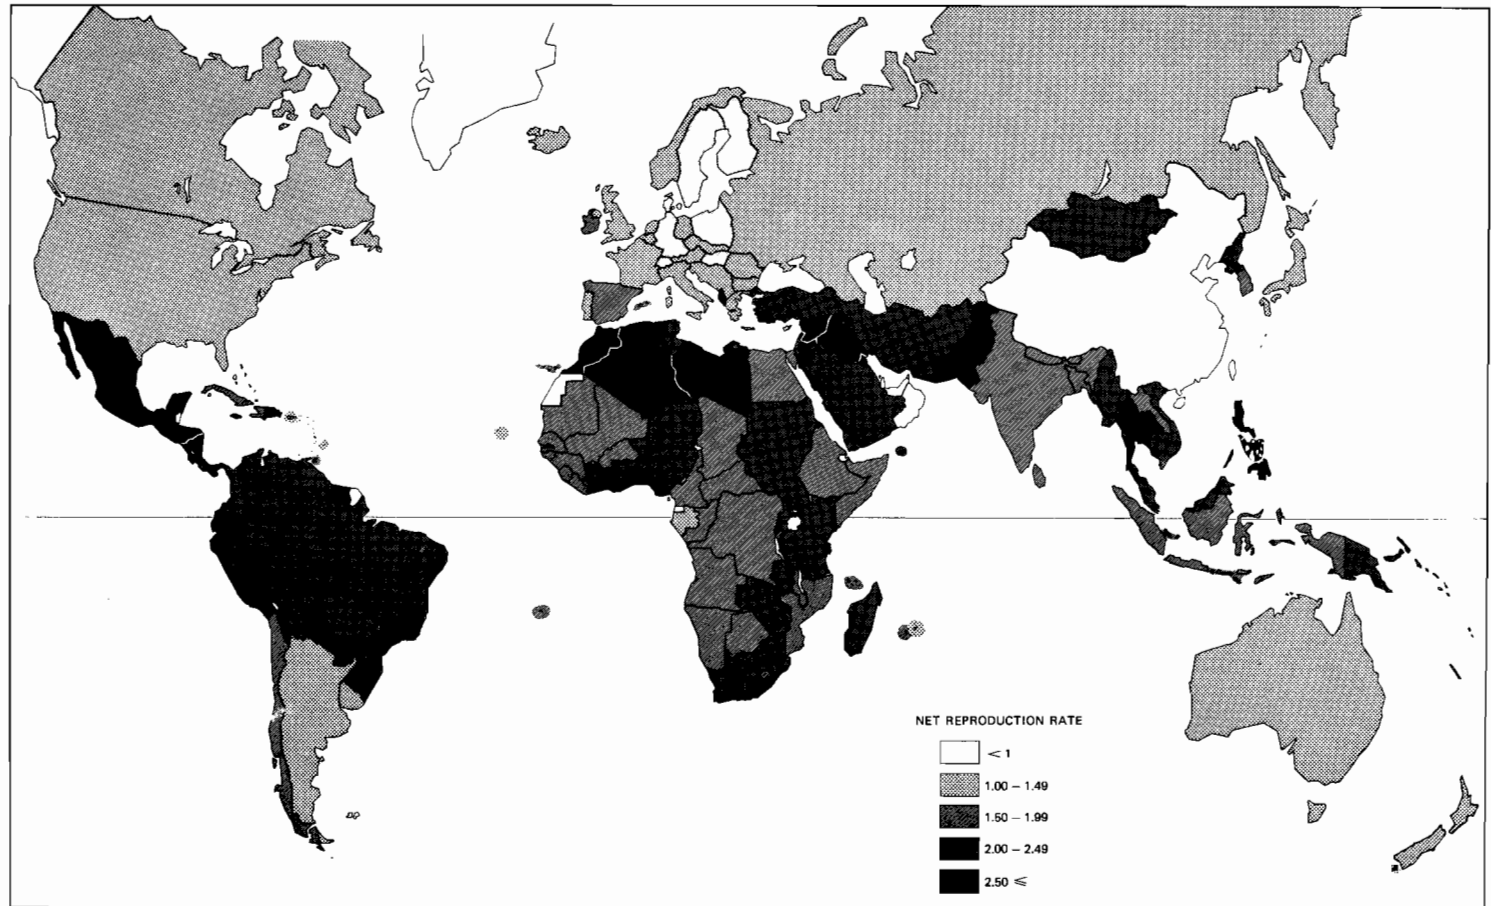 NET REPRODUCTION RATE
< 1
1.00 – 1.49
1.50 – 1.99
2.00 – 2.49
2.50 ≤